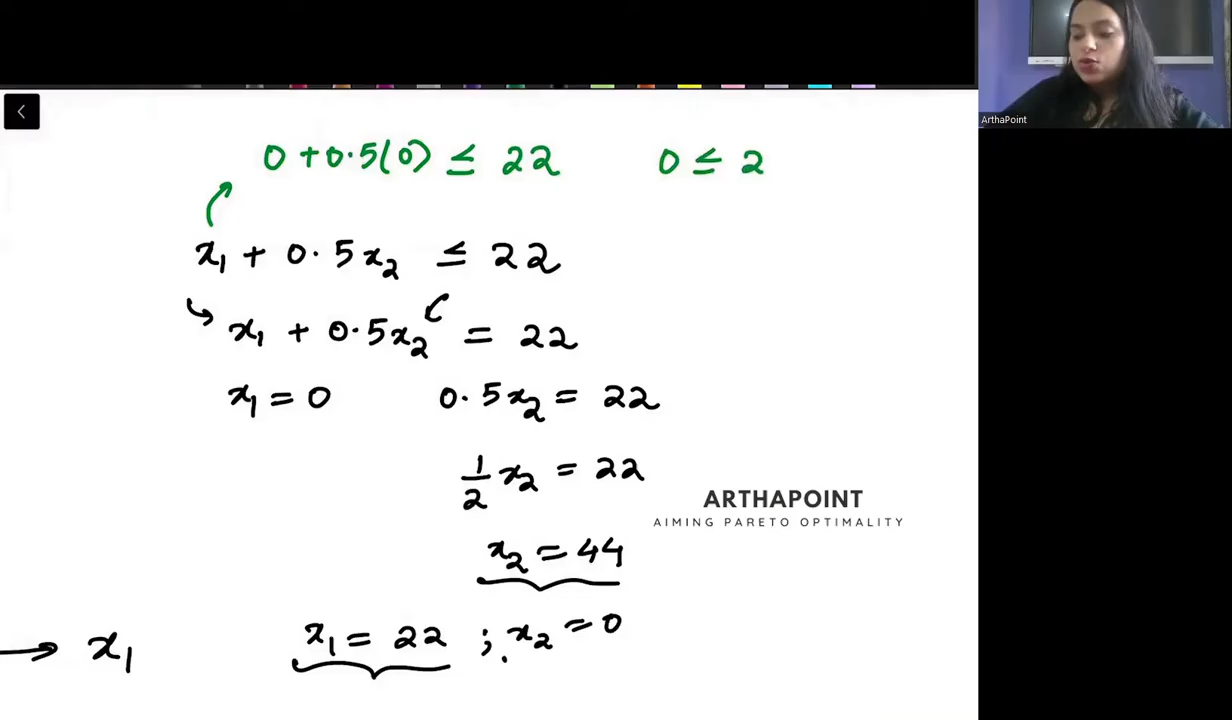 ArthaPoint
0 + 0.5(0) ≤ 22 0 ≤ 2
x₁ + 0.5x₂ ≤ 22
x₁ + 0.5x₂ = 22
x₁ = 0 0.5x₂ = 22
1/2 x₂ = 22
ARTHAPOINT
AIMING PARETO OPTIMALITY
x₂ = 44
x₁ x₁ = 22 ; x₂ = 0